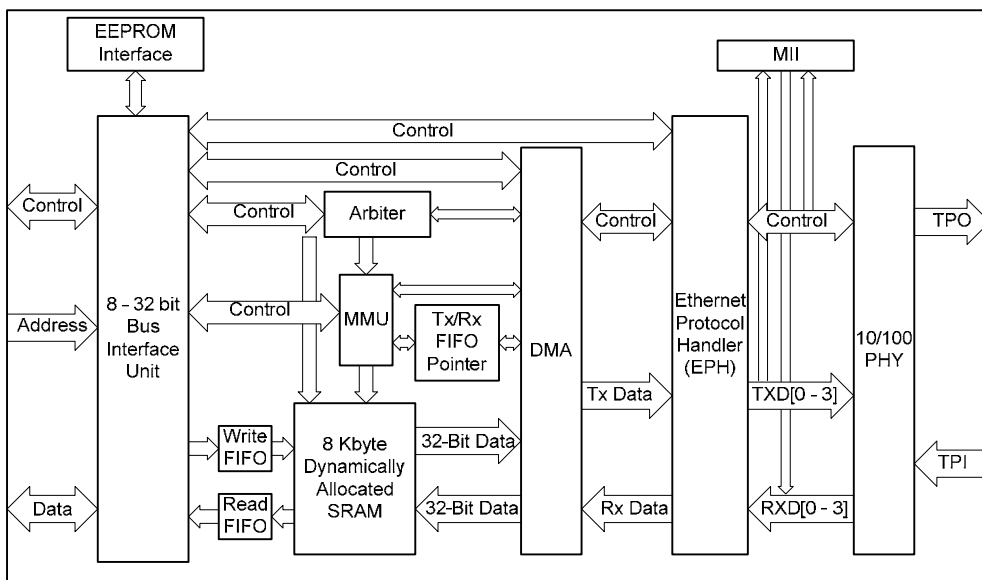 EEPROM
Interface
MII
Control
Control
Control
Control
Arbiter
Control
Control
TPO
8 – 32 bit
Bus
Interface
Unit
Address
Control
MMU
Tx/Rx
FIFO
Pointer
DMA
Ethernet
Protocol
Handler
(EPH)
10/100
PHY
Tx Data
TXD[0 - 3]
Write
FIFO
8 Kbyte
Dynamically
Allocated
SRAM
32-Bit Data
TPI
Data
Read
FIFO
32-Bit Data
Rx Data
RXD[0 - 3]